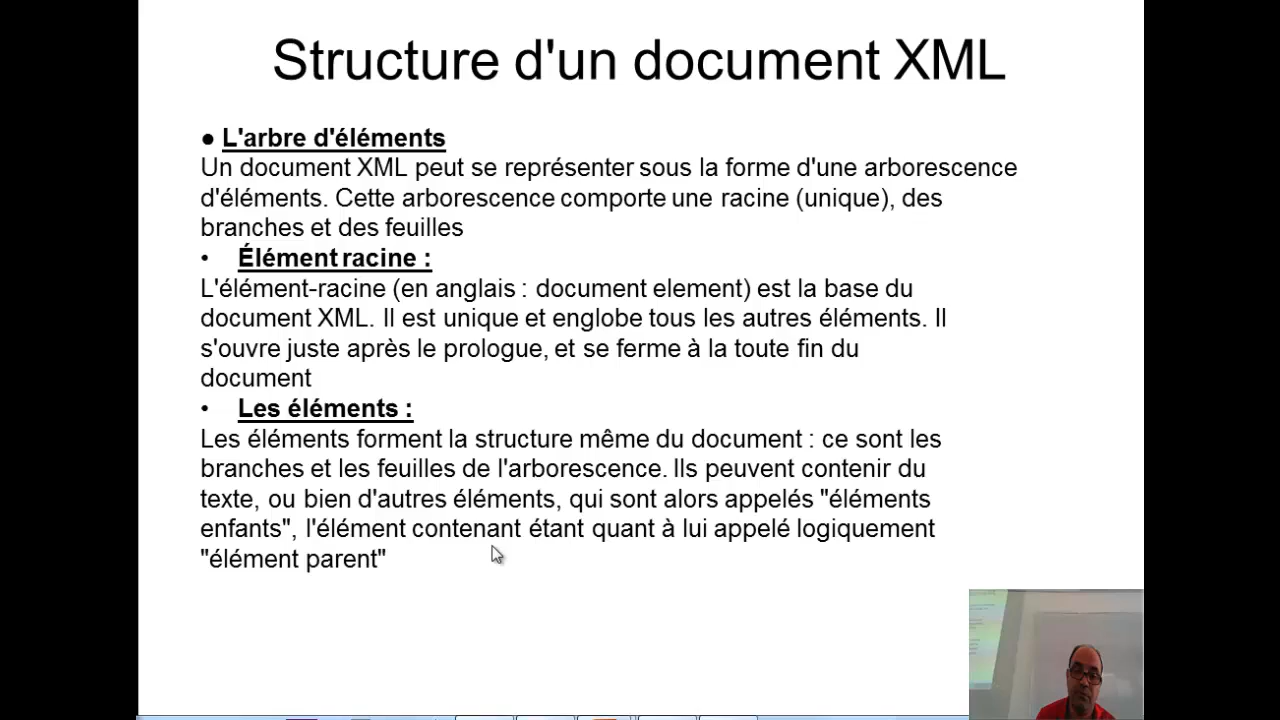 Structure d'un document XML
● L'arbre d'éléments
Un document XML peut se représenter sous la forme d'une arborescence
d'éléments. Cette arborescence comporte une racine (unique), des
branches et des feuilles
• Élément racine :
L'élément-racine (en anglais : document element) est la base du
document XML. Il est unique et englobe tous les autres éléments. Il
s'ouvre juste après le prologue, et se ferme à la toute fin du
document
• Les éléments :
Les éléments forment la structure même du document : ce sont les
branches et les feuilles de l'arborescence. Ils peuvent contenir du
texte, ou bien d'autres éléments, qui sont alors appelés "éléments
enfants", l'élément contenant étant quant à lui appelé logiquement
"élément parent"